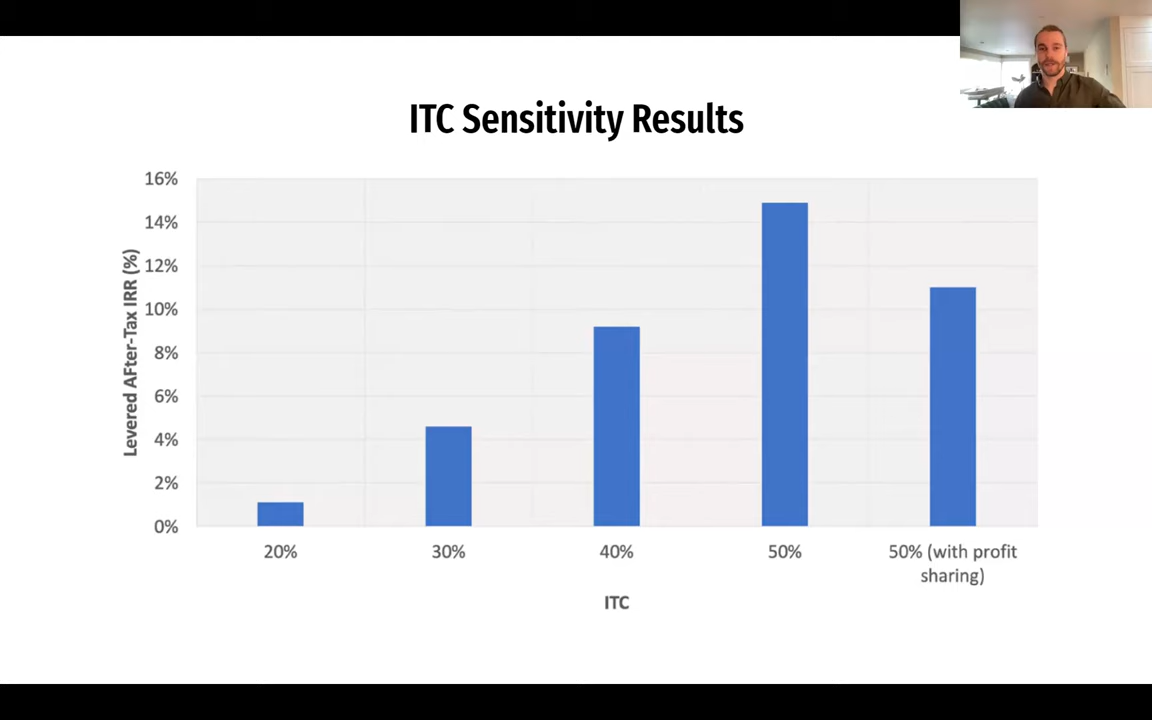 ITC Sensitivity Results
Levered AFter-Tax IRR (%)
16%
14%
12%
10%
8%
6%
4%
2%
0%
20%
30%
40%
50%
50% (with profit
sharing)
ITC